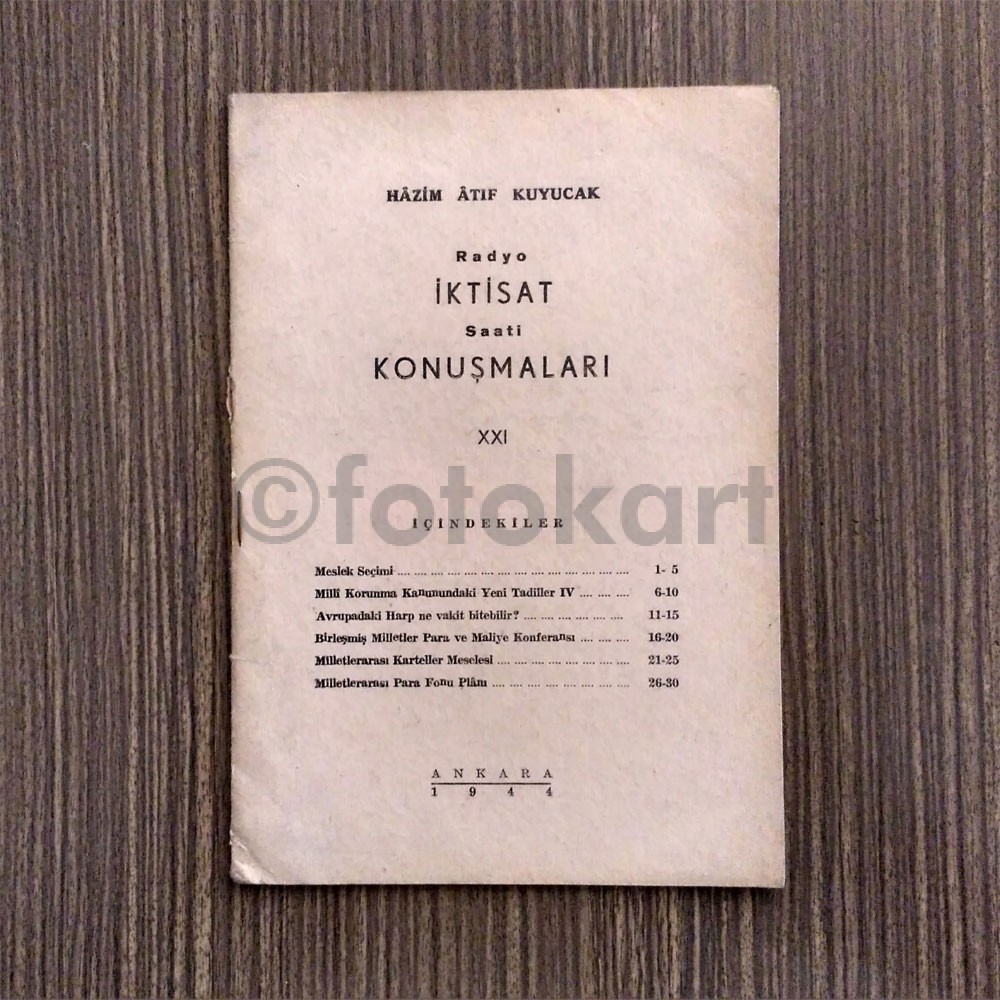 HÂZİM ÂTIF KUYUCAK
Radyo
İKTİSAT
Saati
KONUŞMALARI
XXI
©fotokart
İÇİNDEKİLER
Meslek Seçimi .... .... .... .... .... .... .... .... .... .... .... .... .... .... 1- 5
Millî Korunma Kanunundaki Yeni Tadiller IV .... .... .... 6-10
Avrupadaki Harp ne vakit bitebilir? .... .... .... .... .... .... 11-15
Birleşmiş Milletler Para ve Maliye Konferansı .... .... .... 16-20
Milletlerarası Karteller Meselesi .... .... .... .... .... .... .... .... 21-25
Milletlerarası Para Fonu Plânı .... .... .... .... .... .... .... .... 26-30
ANKARA
1944